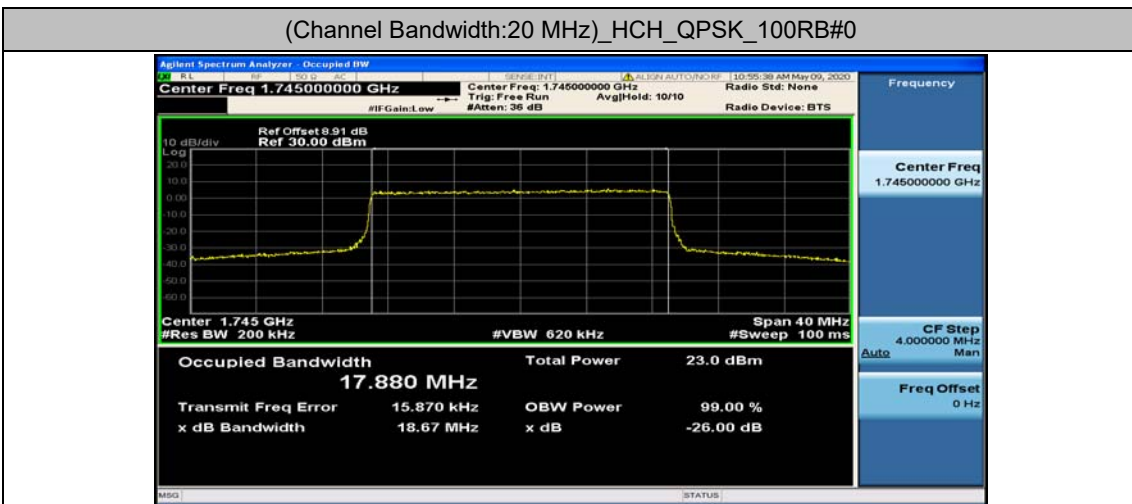 (Channel Bandwidth:20 MHz)_HCH_QPSK_100RB#0
Agilent Spectrum Analyzer - Occupied BW
RL RF 50 Ω AC SENSE:INT ALIGN AUTO/NO RF 10:55:38 AM May 09, 2020
Center Freq 1.745000000 GHz
Center Freq: 1.745000000 GHz
Radio Std: None
Trig: Free Run Avg|Hold: 10/10
#IFGain:Low #Atten: 36 dB Radio Device: BTS
Ref Offset 8.91 dB
10 dB/div Ref 30.00 dBm
Log
20.0
10.0
0.00
-10.0
-20.0
-30.0
-40.0
-50.0
-60.0
Center 1.745 GHz Span 40 MHz
#Res BW 200 kHz #VBW 620 kHz #Sweep 100 ms
Occupied Bandwidth Total Power 23.0 dBm
17.880 MHz
Transmit Freq Error 15.870 kHz OBW Power 99.00 %
x dB Bandwidth 18.67 MHz x dB -26.00 dB
MSG STATUS
Frequency
Center Freq
1.745000000 GHz
CF Step
4.000000 MHz
Auto Man
Freq Offset
0 Hz